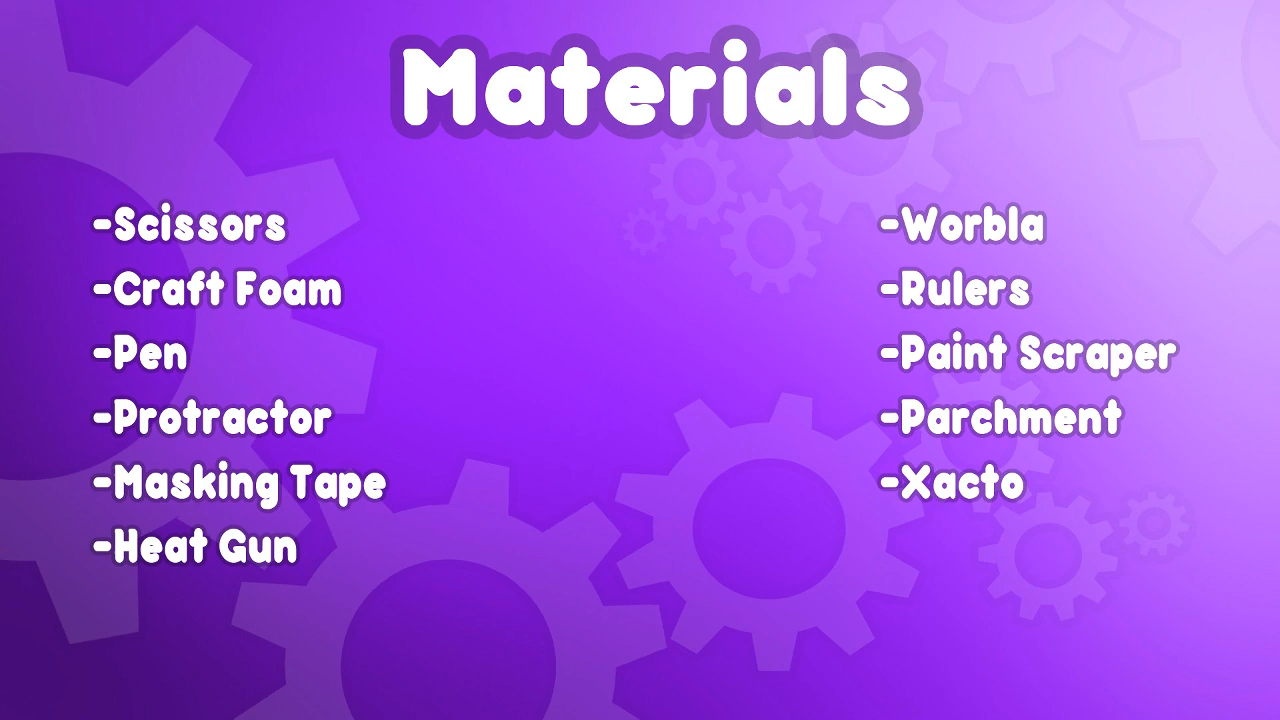 Materials
-Scissors
-Craft Foam
-Pen
-Protractor
-Masking Tape
-Heat Gun
-Worbla
-Rulers
-Paint Scraper
-Parchment
-Xacto